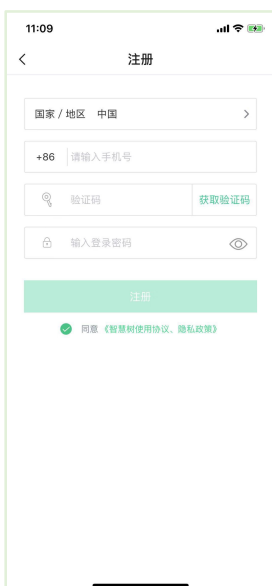 11:09
注册
国家 / 地区 中国
+86 请输入手机号
验证码 获取验证码
输入登录密码
注册
同意《智慧树使用协议、隐私政策》